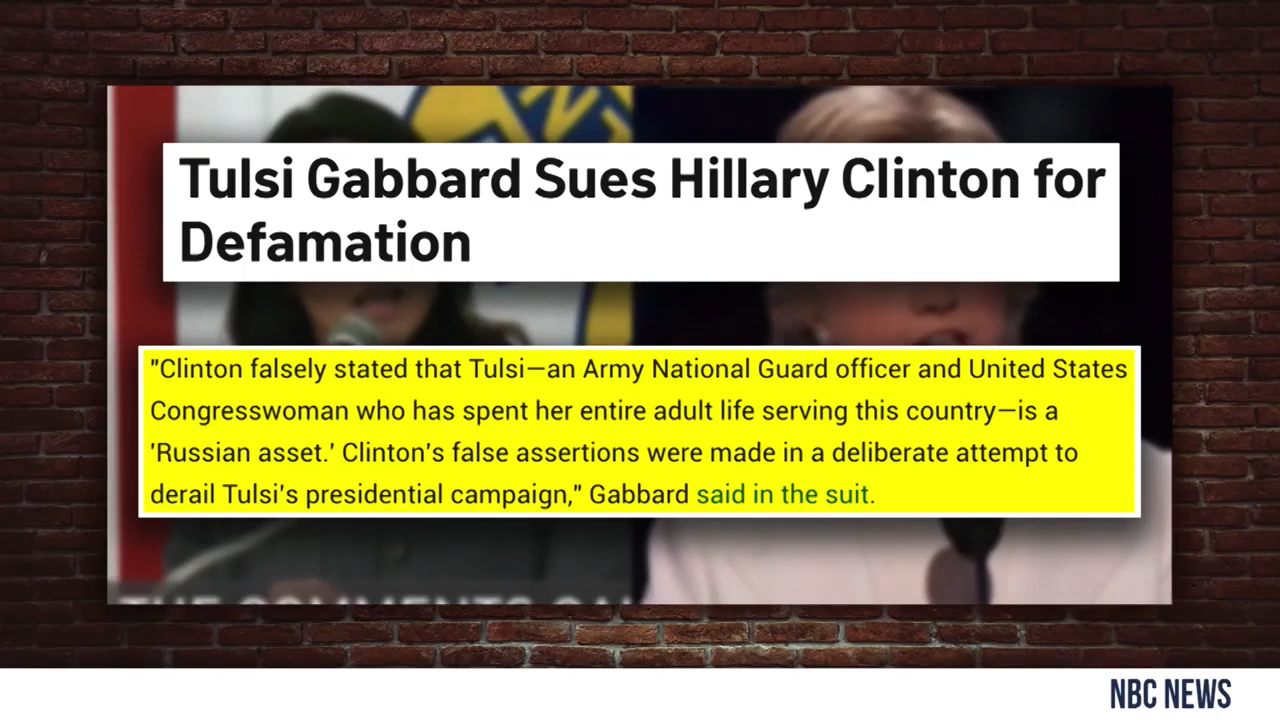 Tulsi Gabbard Sues Hillary Clinton for
Defamation
"Clinton falsely stated that Tulsi—an Army National Guard officer and United States
Congresswoman who has spent her entire adult life serving this country—is a
'Russian asset.' Clinton's false assertions were made in a deliberate attempt to
derail Tulsi's presidential campaign," Gabbard said in the suit.
NBC NEWS